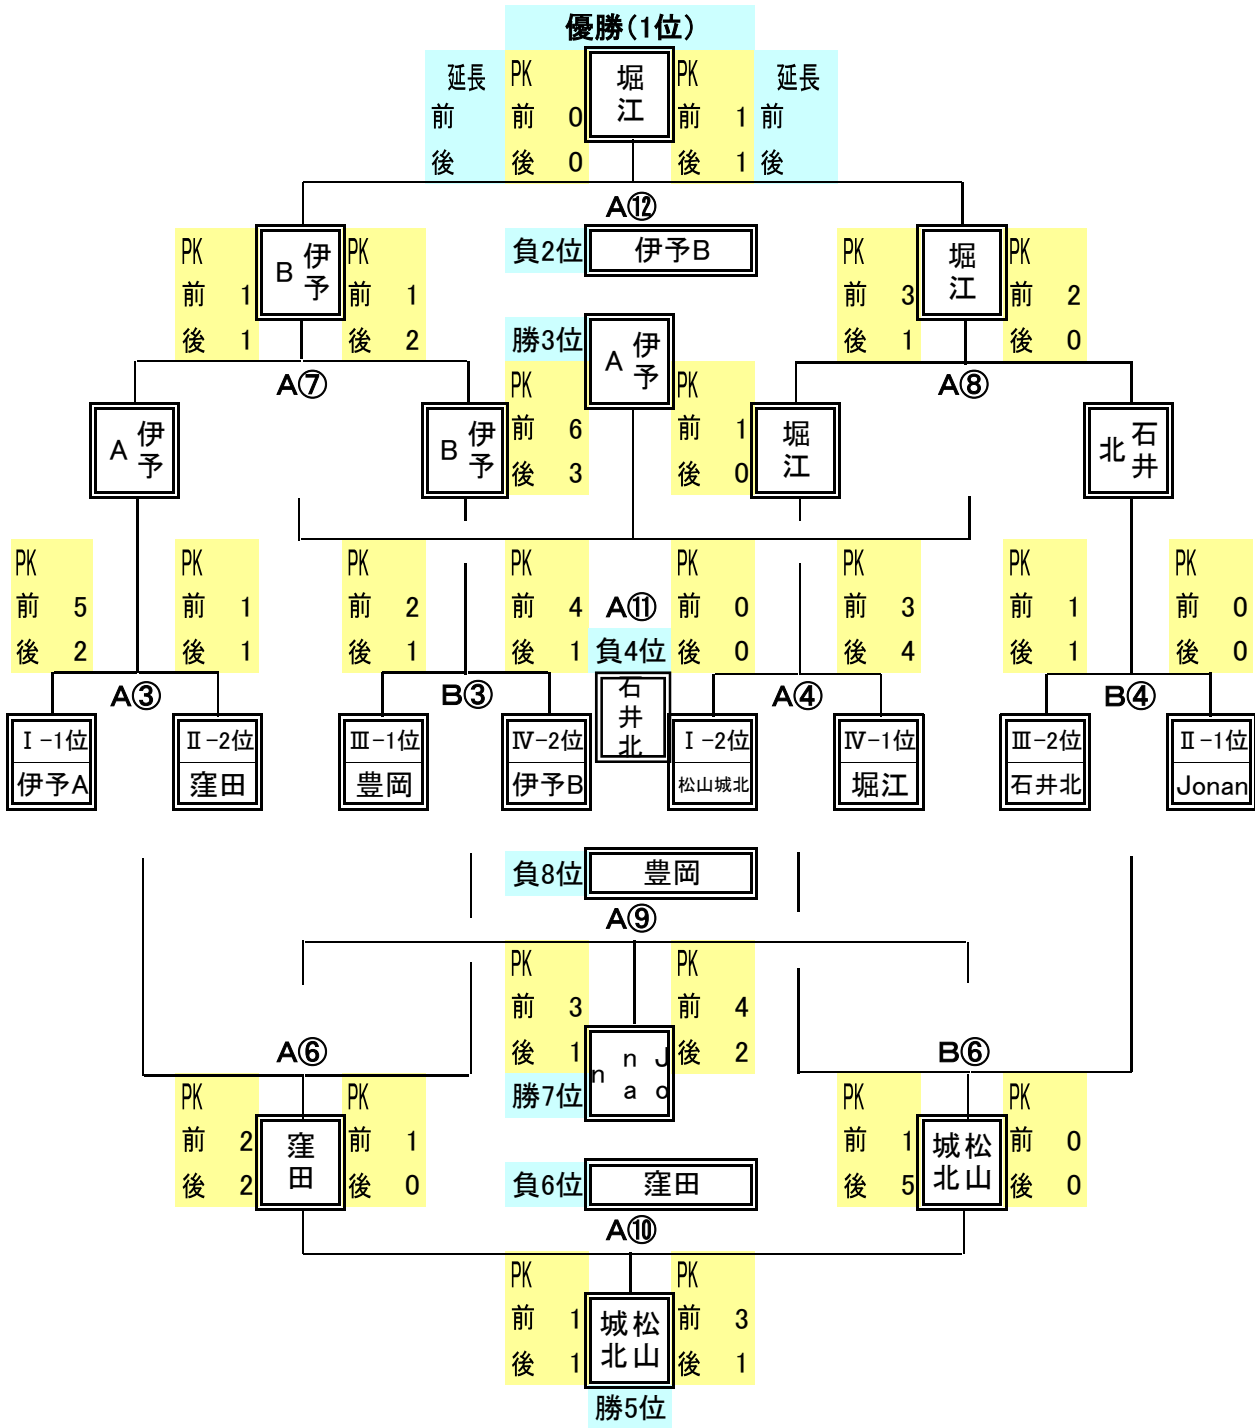 優勝(1位)
延長 PK 堀江 PK 延長
前 前 0 前 1 前
後 後 0 後 1 後
A⑫
PK 伊予B PK 負2位 伊予B PK 堀江 PK
前 1 前 1 前 3 前 2
後 1 後 2 勝3位 伊予A 後 1 後 0
A⑦ PK PK A⑧
伊予A 伊予B 前 6 前 1 堀江 石井北
後 3 後 0
PK PK PK PK PK PK PK PK
前 5 前 1 前 2 前 4 A⑪ 前 0 前 3 前 1 前 0
後 2 後 1 後 1 後 1 負4位 後 0 後 4 後 1 後 0
A③ B③ 石井北 A④ B④
Ⅰ-1位 Ⅱ-2位 Ⅲ-1位 Ⅳ-2位 Ⅰ-2位 Ⅳ-1位 Ⅲ-2位 Ⅱ-1位
伊予A 窪田 豊岡 伊予B 松山城北 堀江 石井北 Jonan
負8位 豊岡
A⑨
PK PK
前 3 前 4
A⑥ 後 1 Jonan 後 2 B⑥
勝7位
PK 窪田 PK PK 松山城北 PK
前 2 前 1 前 1 前 0
後 2 後 0 負6位 窪田 後 5 後 0
A⑩
PK PK
前 1 松山城北 前 3
後 1 後 1
勝5位